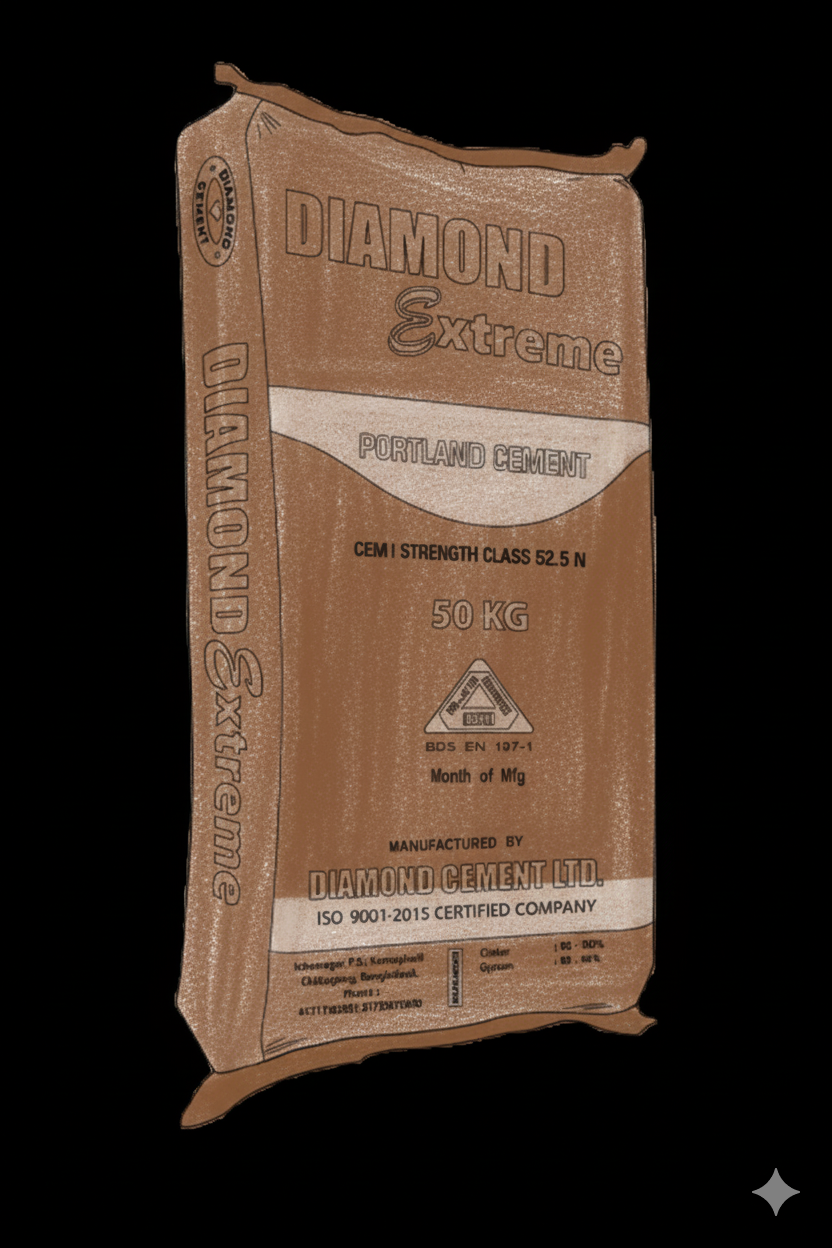 DIAMOND CEMENT
DIAMOND Extreme
DIAMOND
Extreme
PORTLAND CEMENT
CEM I STRENGTH CLASS 52.5 N
50 KG
BDS EN 197-1
Month of Mfg
MANUFACTURED BY
DIAMOND CEMENT LTD.
ISO 9001-2015 CERTIFIED COMPANY